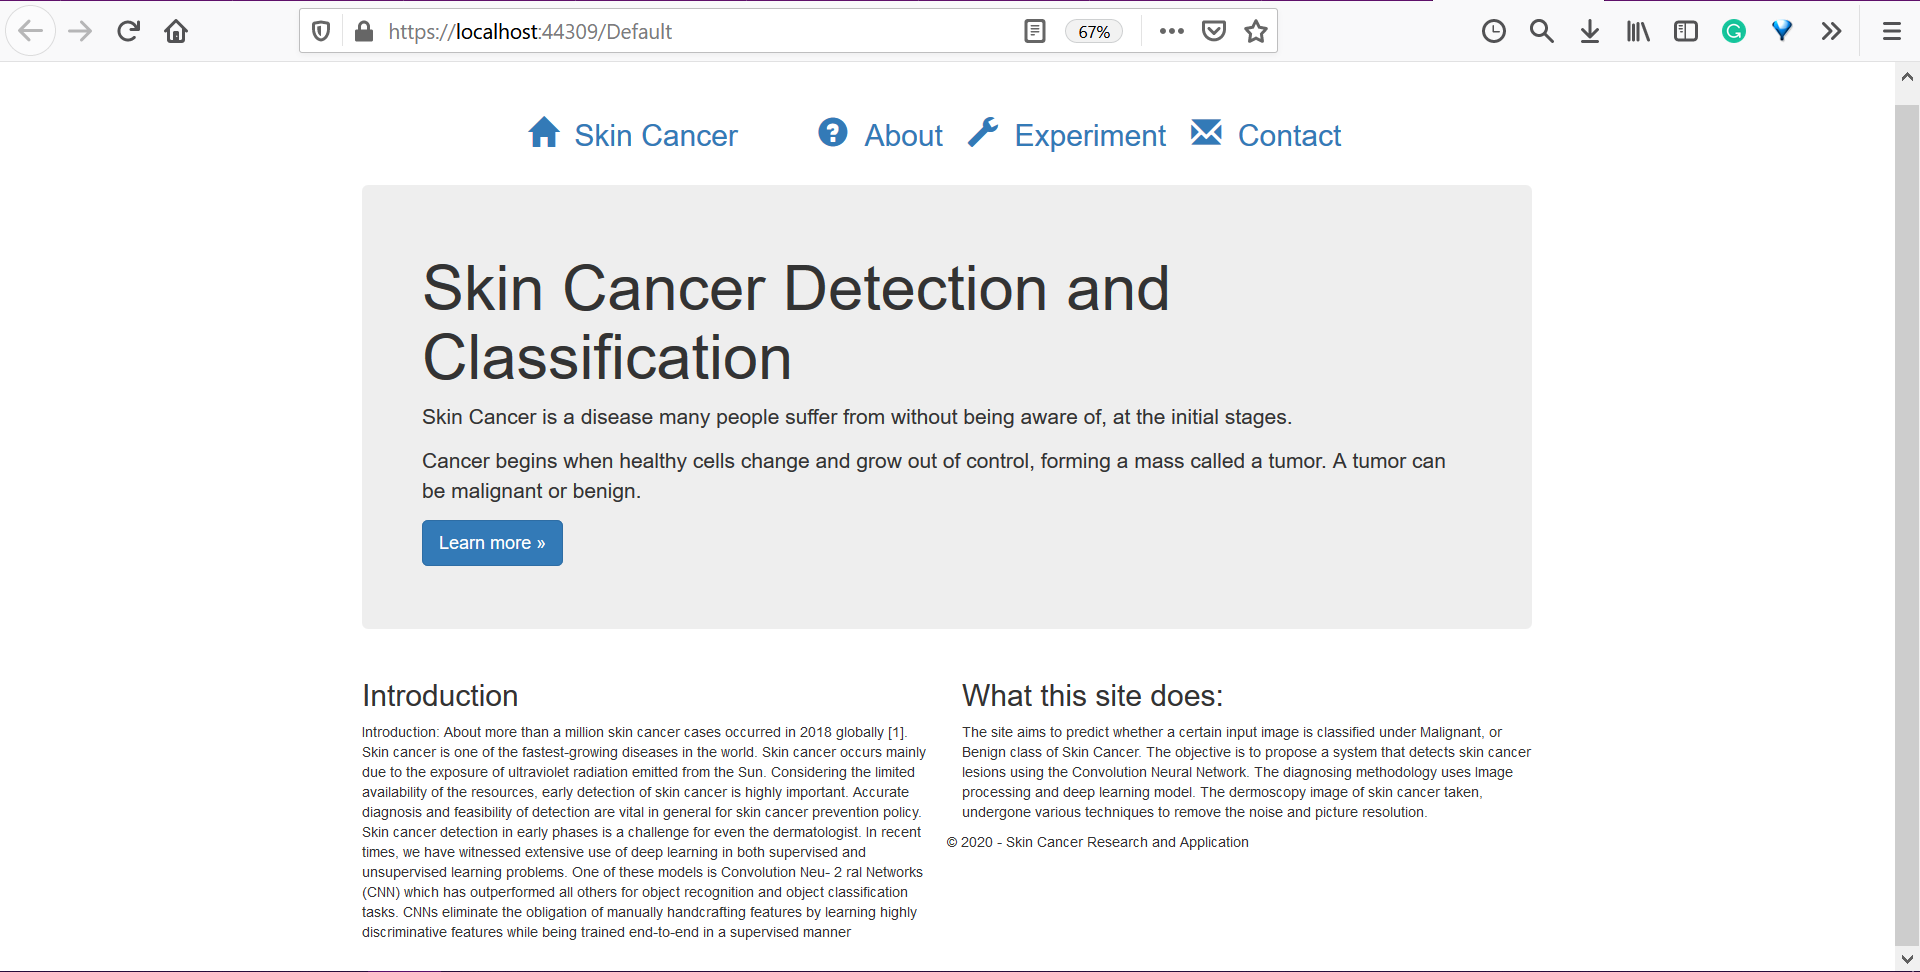 https://localhost:44309/Default
67%
Skin Cancer
About
Experiment
Contact
Skin Cancer Detection and
Classification
Skin Cancer is a disease many people suffer from without being aware of, at the initial stages.
Cancer begins when healthy cells change and grow out of control, forming a mass called a tumor. A tumor can
be malignant or benign.
Learn more »
Introduction
Introduction: About more than a million skin cancer cases occurred in 2018 globally [1].
Skin cancer is one of the fastest-growing diseases in the world. Skin cancer occurs mainly
due to the exposure of ultraviolet radiation emitted from the Sun. Considering the limited
availability of the resources, early detection of skin cancer is highly important. Accurate
diagnosis and feasibility of detection are vital in general for skin cancer prevention policy.
Skin cancer detection in early phases is a challenge for even the dermatologist. In recent
times, we have witnessed extensive use of deep learning in both supervised and
unsupervised learning problems. One of these models is Convolution Neu- 2 ral Networks
(CNN) which has outperformed all others for object recognition and object classification
tasks. CNNs eliminate the obligation of manually handcrafting features by learning highly
discriminative features while being trained end-to-end in a supervised manner
What this site does:
The site aims to predict whether a certain input image is classified under Malignant, or
Benign class of Skin Cancer. The objective is to propose a system that detects skin cancer
lesions using the Convolution Neural Network. The diagnosing methodology uses Image
processing and deep learning model. The dermoscopy image of skin cancer taken,
undergone various techniques to remove the noise and picture resolution.
© 2020 - Skin Cancer Research and Application